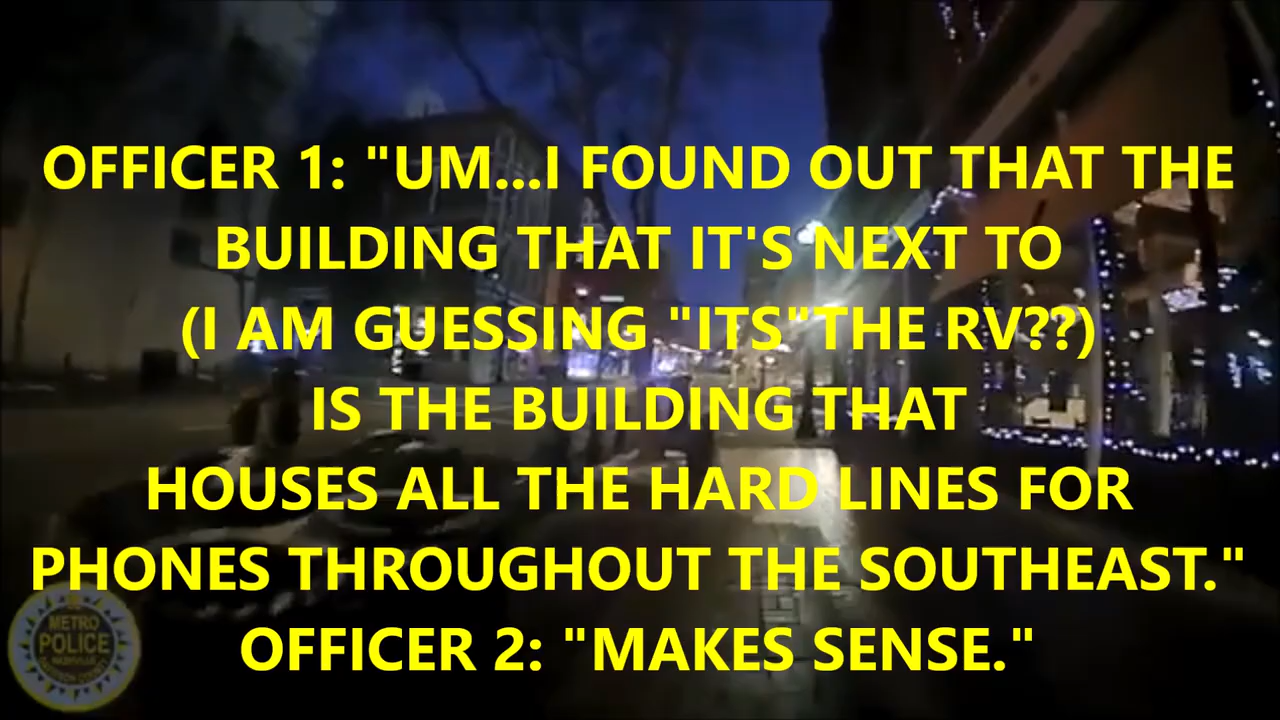 OFFICER 1: "UM...I FOUND OUT THAT THE
BUILDING THAT IT'S NEXT TO
(I AM GUESSING "ITS"THE RV??)
IS THE BUILDING THAT
HOUSES ALL THE HARD LINES FOR
PHONES THROUGHOUT THE SOUTHEAST."
OFFICER 2: "MAKES SENSE."
METRO
POLICE
NASHVILLE